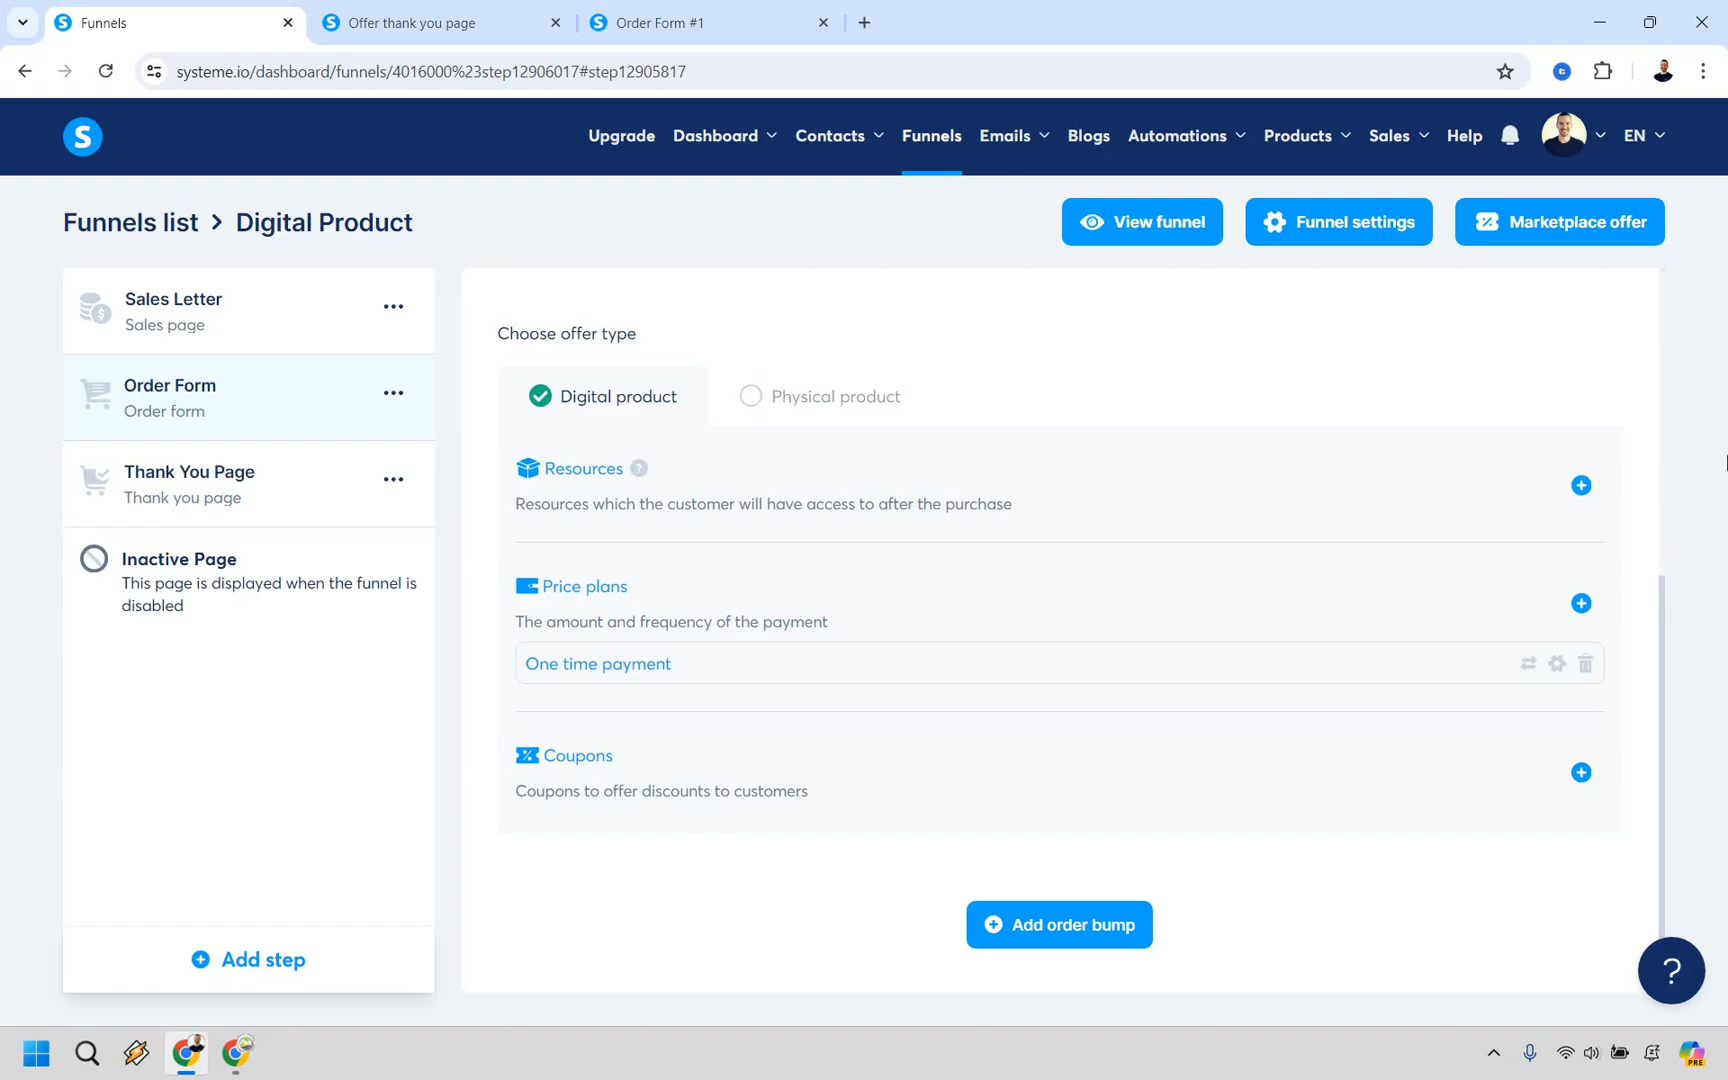 Funnels
Offer thank you page
Order Form #1
systeme.io/dashboard/funnels/4016000%23step12906017#step12905817
S
Upgrade
Dashboard
Contacts
Funnels
Emails
Blogs
Automations
Products
Sales
Help
EN
Funnels list > Digital Product
View funnel
Funnel settings
Marketplace offer
Sales Letter
Sales page
Order Form
Order form
Thank You Page
Thank you page
Inactive Page
This page is displayed when the funnel is
disabled
Add step
Choose offer type
Digital product
Physical product
Resources ?
Resources which the customer will have access to after the purchase
Price plans
The amount and frequency of the payment
One time payment
Coupons
Coupons to offer discounts to customers
Add order bump
?
PRE